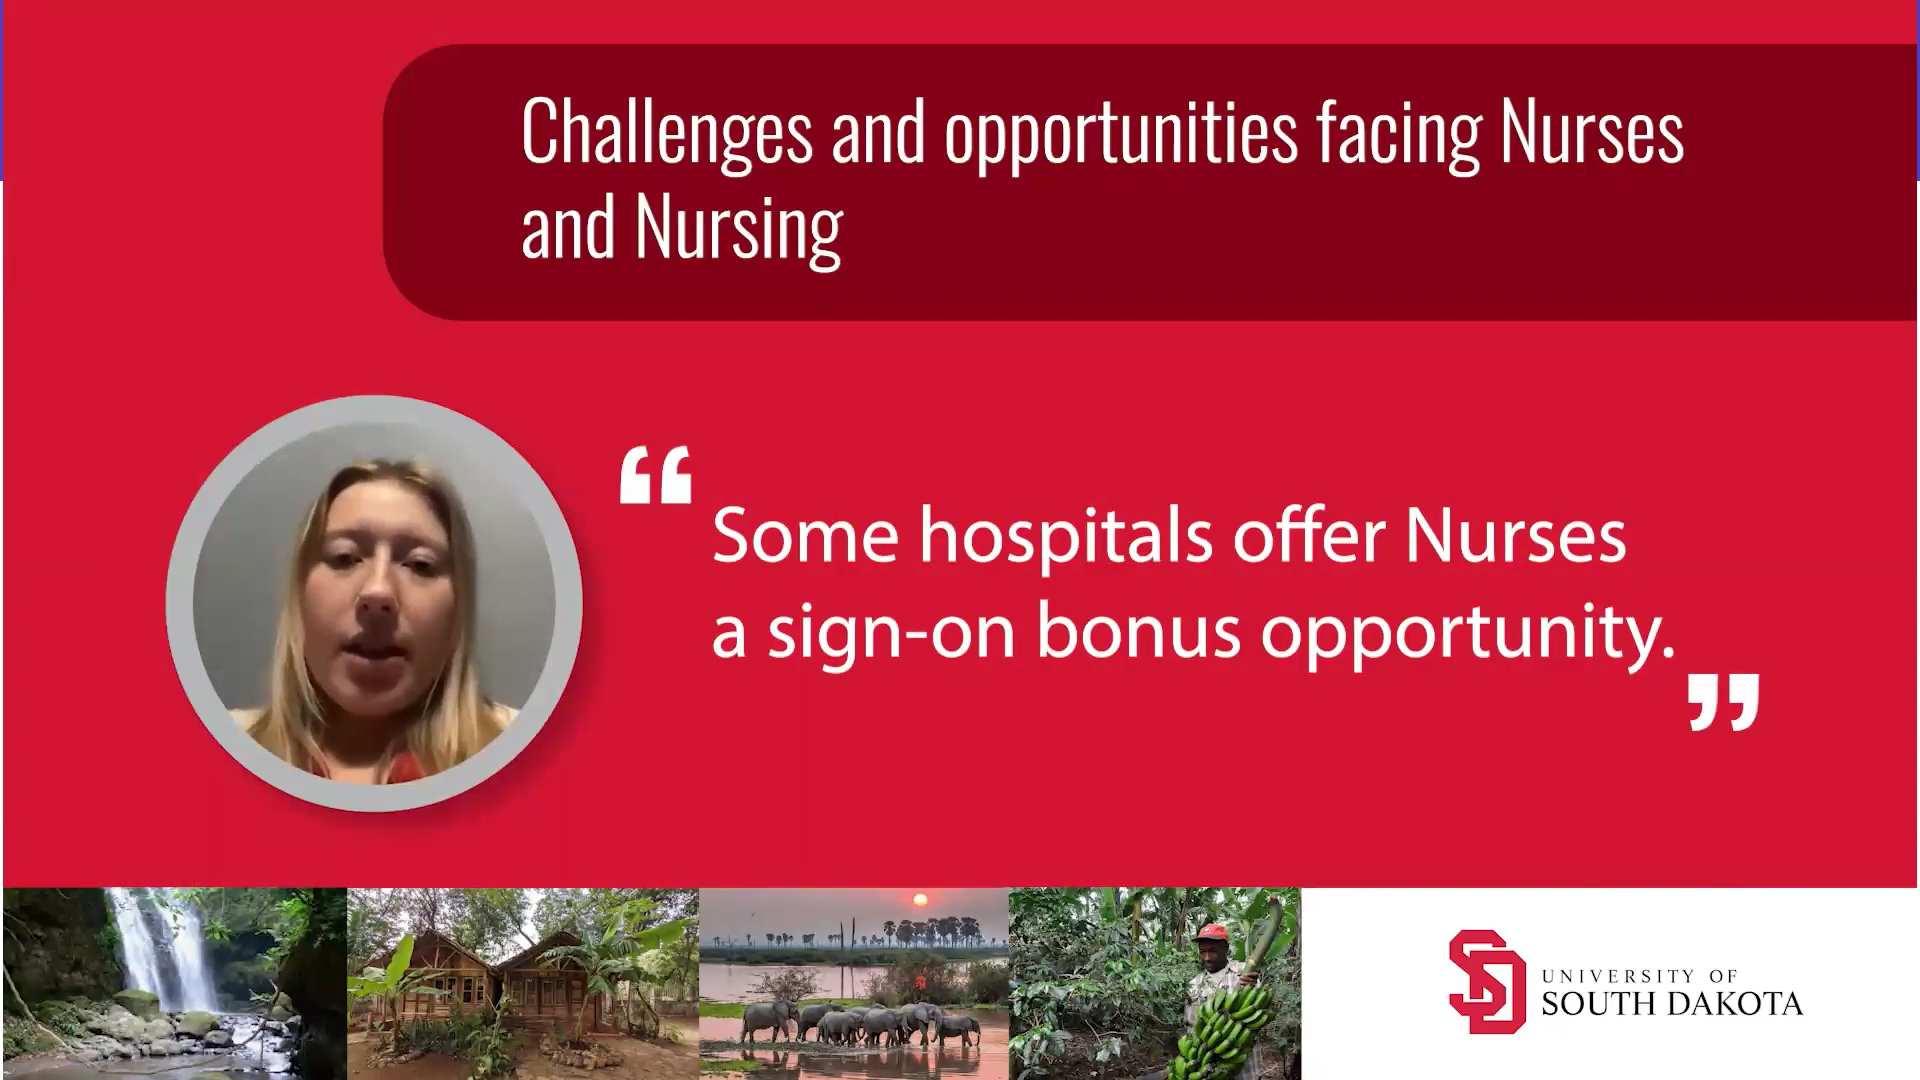 Challenges and opportunities facing Nurses
and Nursing
“Some hospitals offer Nurses
a sign-on bonus opportunity.”
SD
UNIVERSITY OF
SOUTH DAKOTA